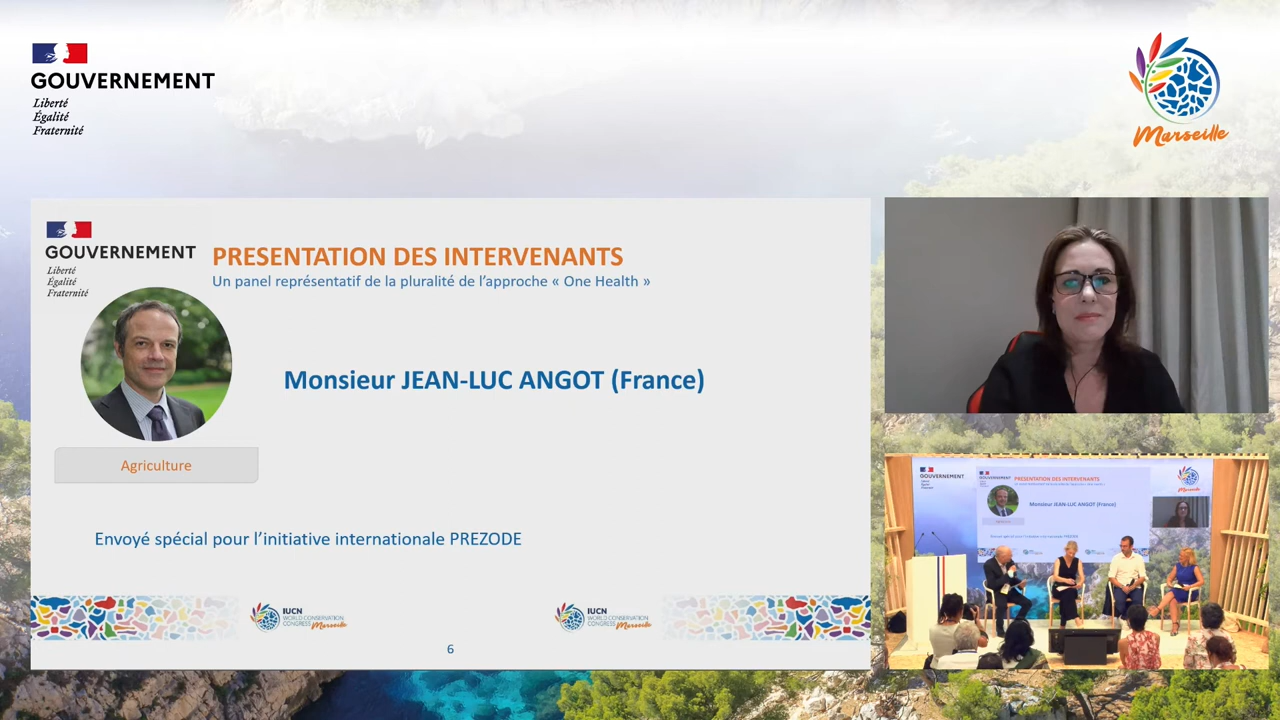 GOUVERNEMENT
Liberté
Égalité
Fraternité
Marseille
GOUVERNEMENT
Liberté
Égalité
Fraternité
PRESENTATION DES INTERVENANTS
Un panel représentatif de la pluralité de l'approche « One Health »
Monsieur JEAN-LUC ANGOT (France)
Agriculture
Envoyé spécial pour l'initiative internationale PREZODE
IUCN
WORLD CONSERVATION
CONGRESS Marseille
IUCN
WORLD CONSERVATION
CONGRESS Marseille
6
GOUVERNEMENT
GOUVERNEMENT
PRESENTATION DES INTERVENANTS
Monsieur JEAN-LUC ANGOT (France)
Marseille